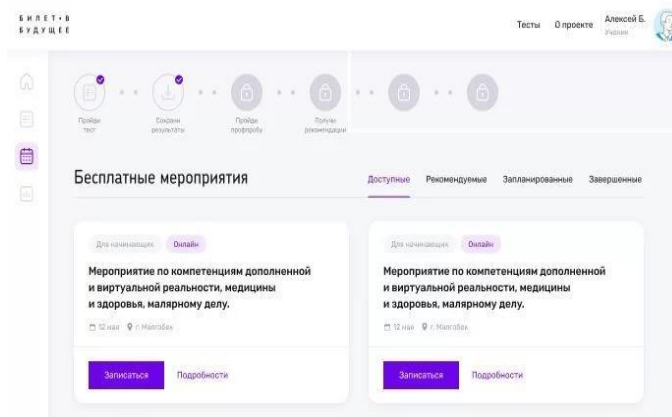 БИЛЕТ • В
БУДУЩЕЕ
Тесты О проекте Алексей Б.
Ученик
Пройди тест
Сохрани результаты
Пройди профпробу
Получи рекомендации
Бесплатные мероприятия
Доступные Рекомендуемые Запланированные Завершенные
Для начинающих Онлайн
Мероприятие по компетенциям дополненной
и виртуальной реальности, медицины
и здоровья, малярному делу.
12 мая г. Малгобек
Записаться Подробности
Для начинающих Онлайн
Мероприятие по компетенциям дополненной
и виртуальной реальности, медицины
и здоровья, малярному делу.
12 мая г. Малгобек
Записаться Подробности